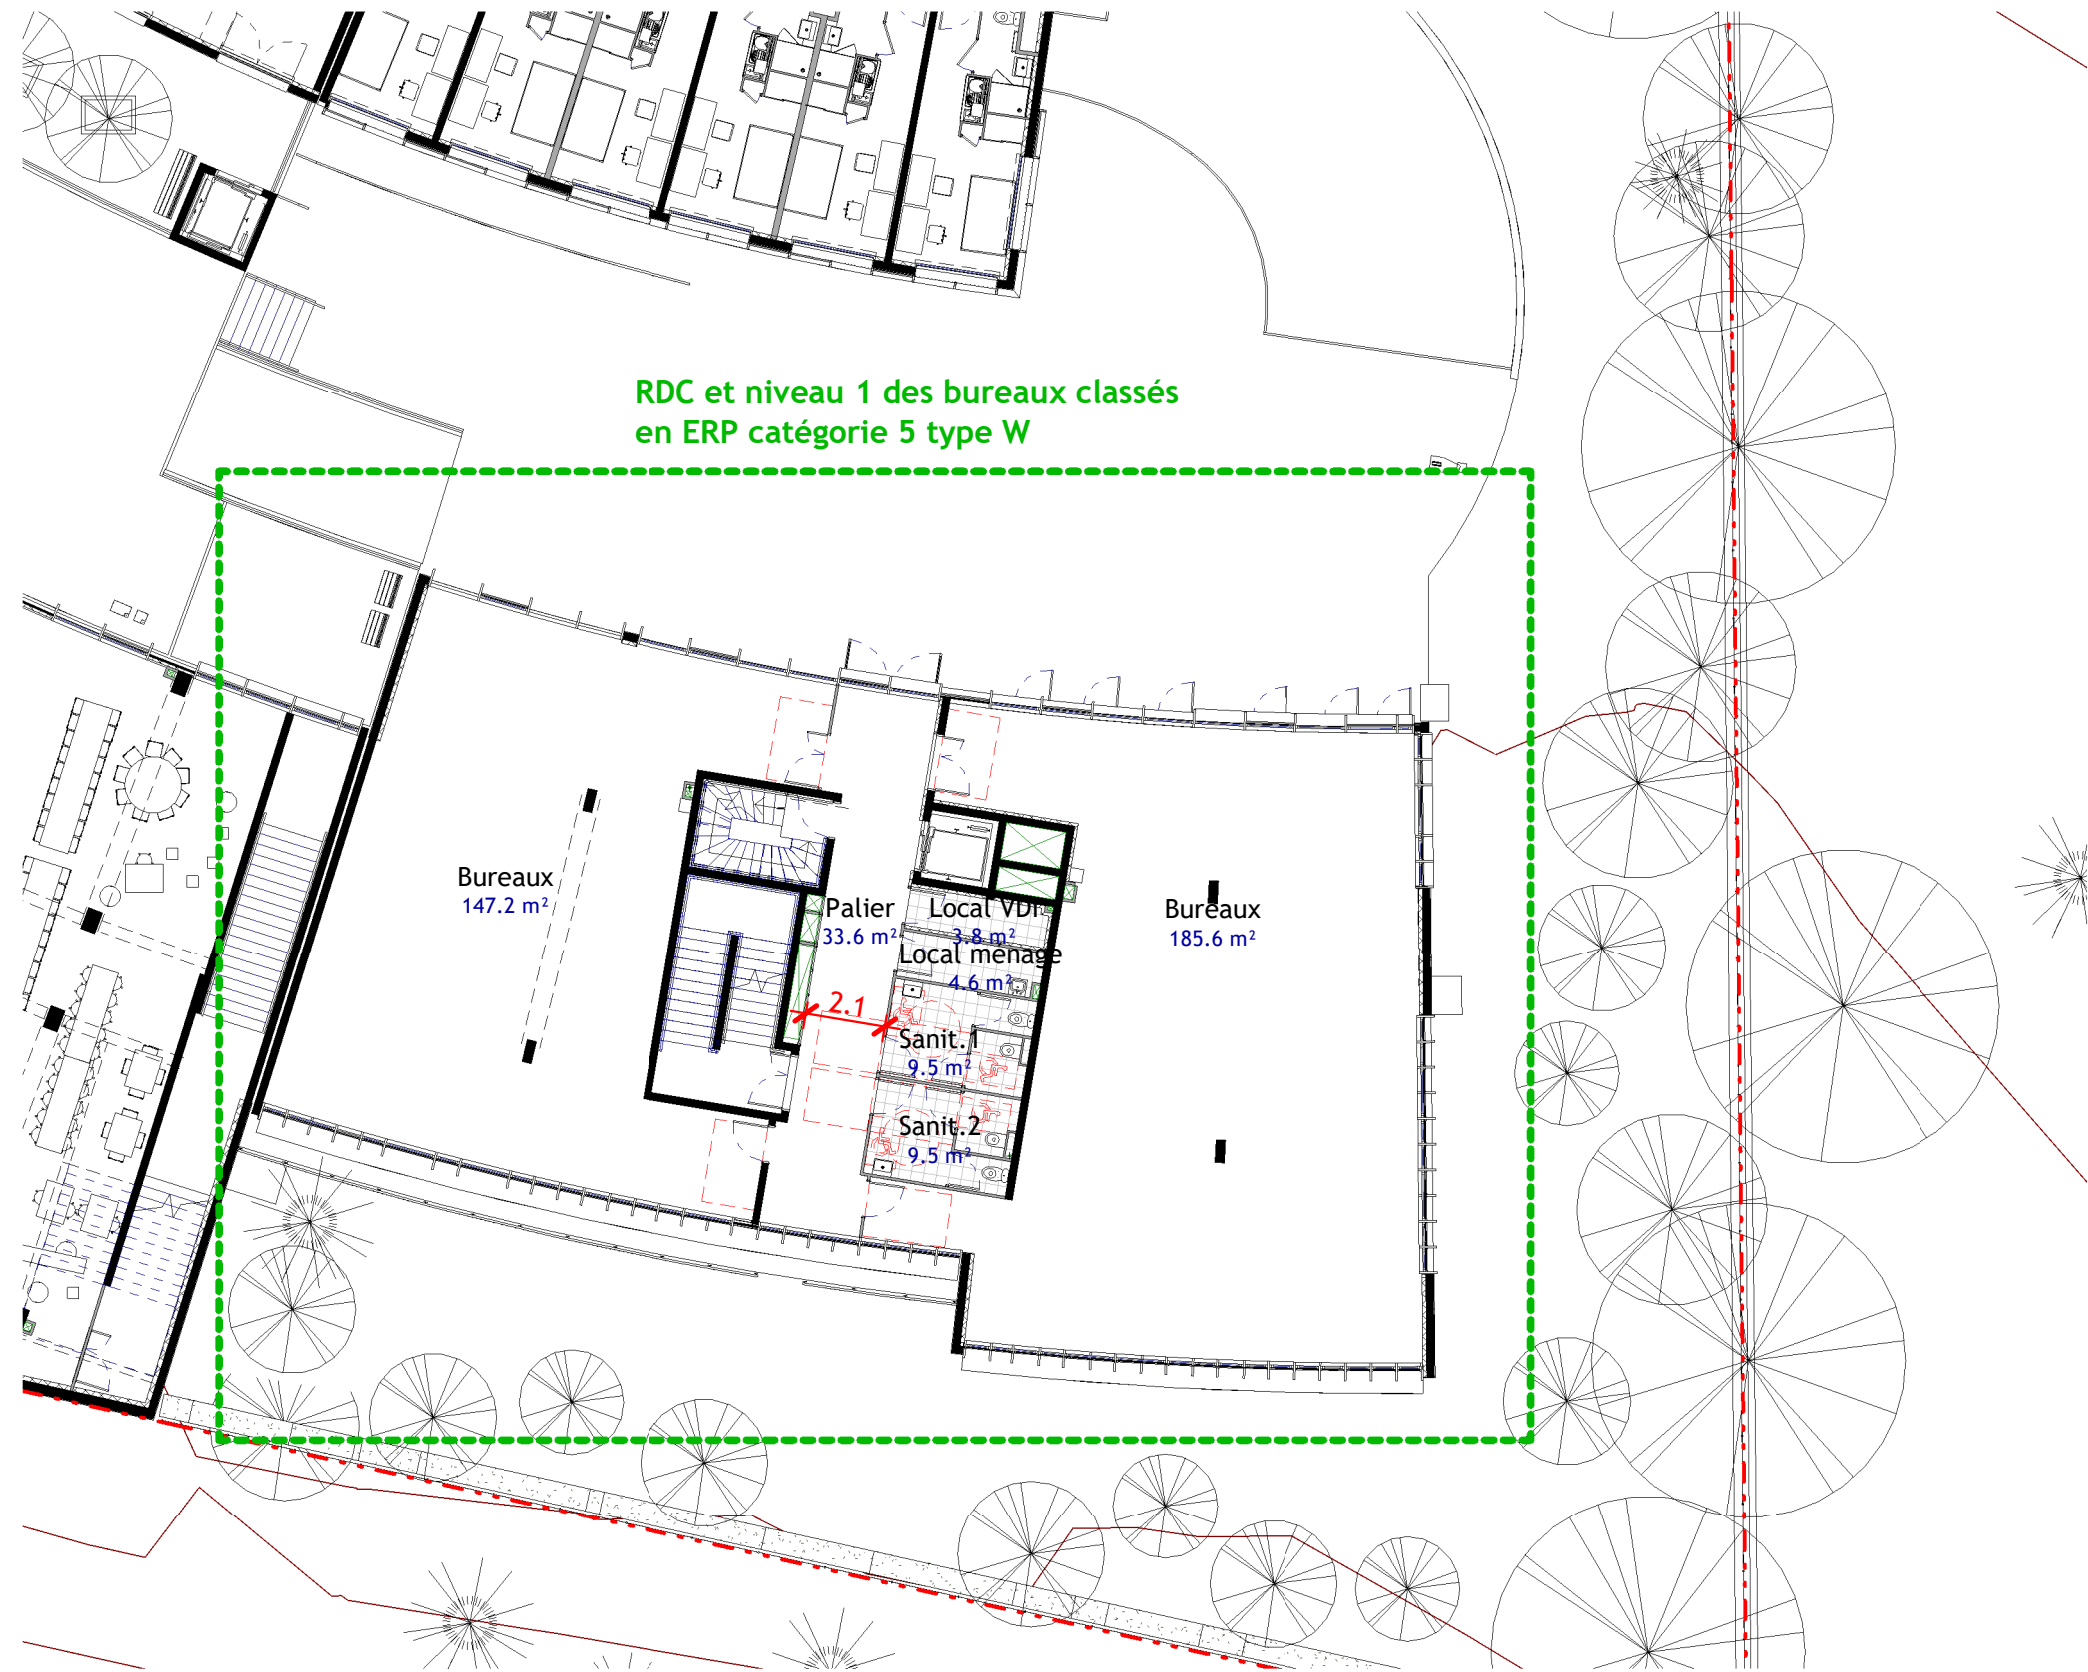 RDC et niveau 1 des bureaux classés
en ERP catégorie 5 type W
Bureaux
147.2 m²
Palier
33.6 m²
Local VDI
3.8 m²
Local ménage
4.6 m²
Bureaux
185.6 m²
2.1
Sanit.1
9.5 m²
Sanit.2
9.5 m²